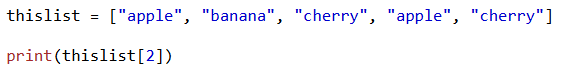 thislist = ["apple", "banana", "cherry", "apple", "cherry"]
print(thislist[2])